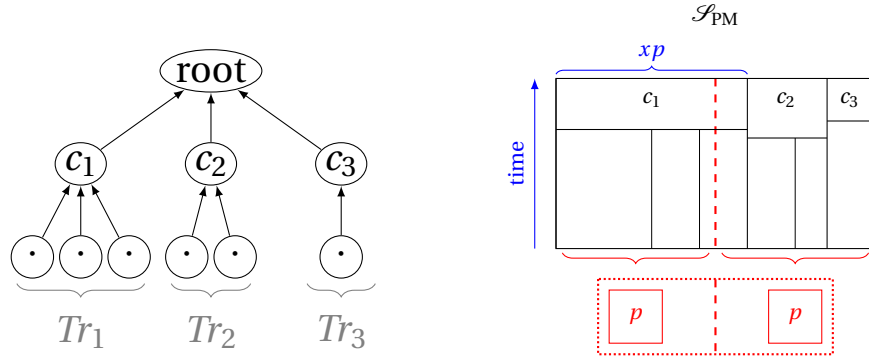 root
c₁ c₂ c₃
· · · · · ·
Tr₁ Tr₂ Tr₃
𝒮PM
xp
c₁ c₂ c₃
time
p p